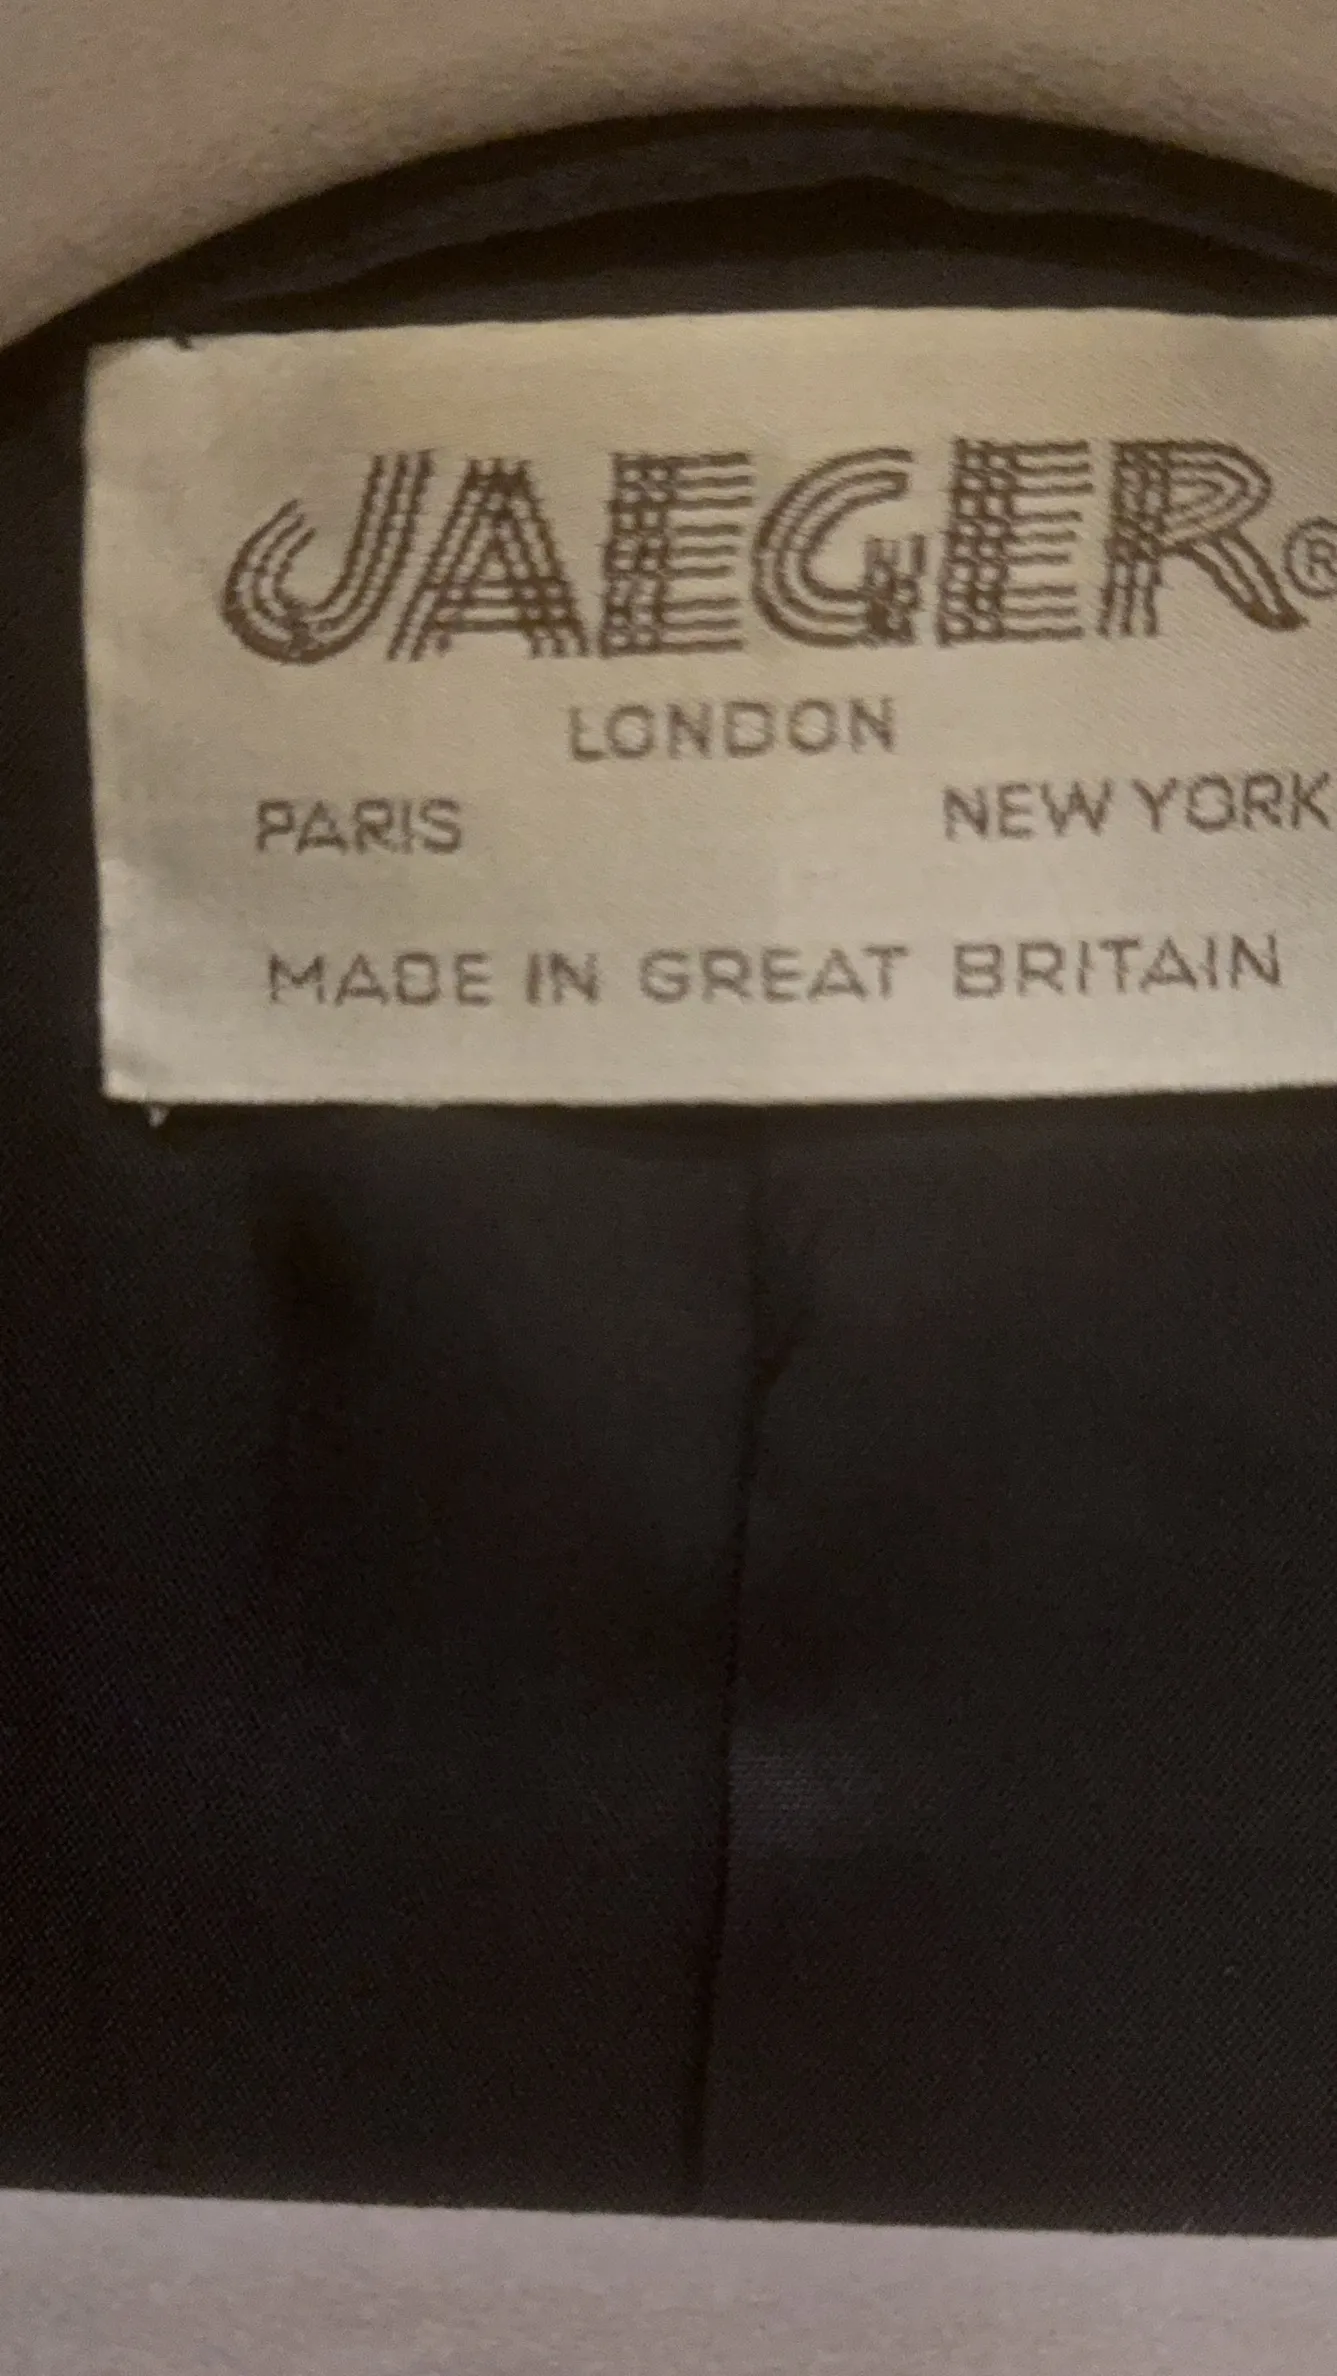 JAEGER®
LONDON
PARIS NEW YORK
MADE IN GREAT BRITAIN